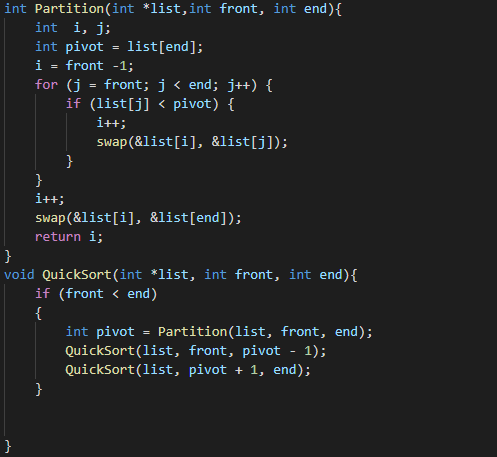 int Partition(int *list,int front, int end){
    int  i, j;
    int pivot = list[end];
    i = front -1;
    for (j = front; j < end; j++) {
        if (list[j] < pivot) {
            i++;
            swap(&list[i], &list[j]);
        }
    }
    i++;
    swap(&list[i], &list[end]);
    return i;
}
void QuickSort(int *list, int front, int end){
    if (front < end)
    {
        int pivot = Partition(list, front, end);
        QuickSort(list, front, pivot - 1);
        QuickSort(list, pivot + 1, end);
    }
}